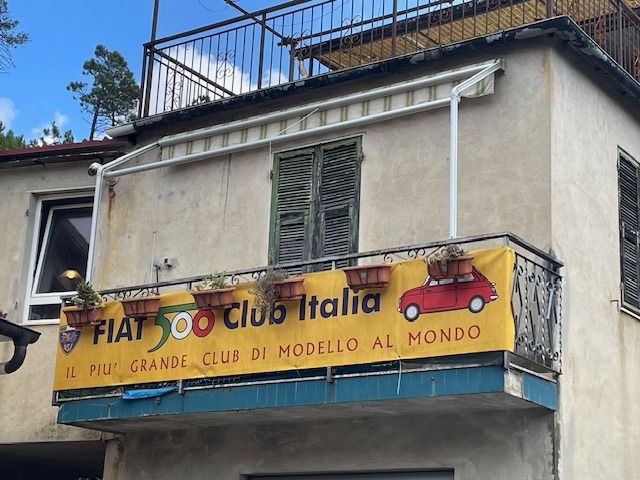 FIAT 500 Club Italia
IL PIU' GRANDE CLUB DI MODELLO AL MONDO